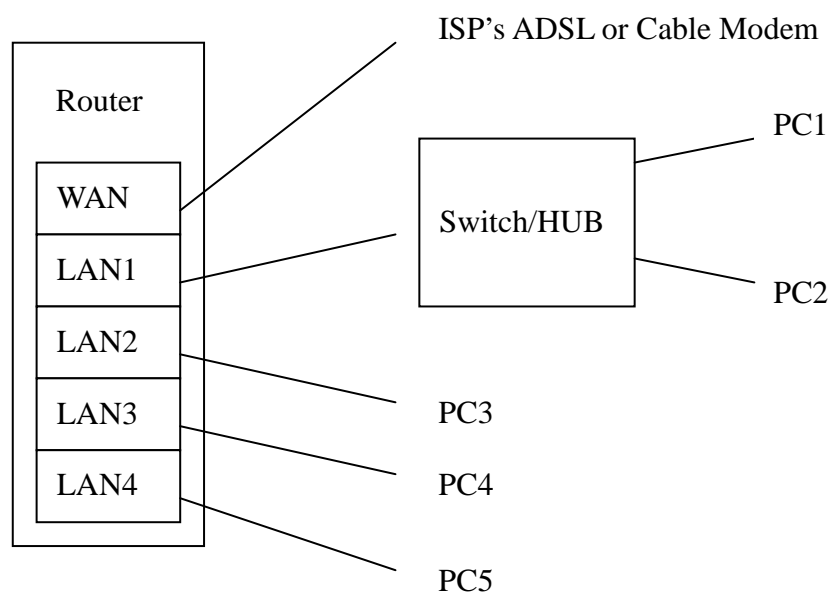 ISP's ADSL or Cable Modem
Router
PC1
WAN
Switch/HUB
LAN1
PC2
LAN2
PC3
LAN3
PC4
LAN4
PC5